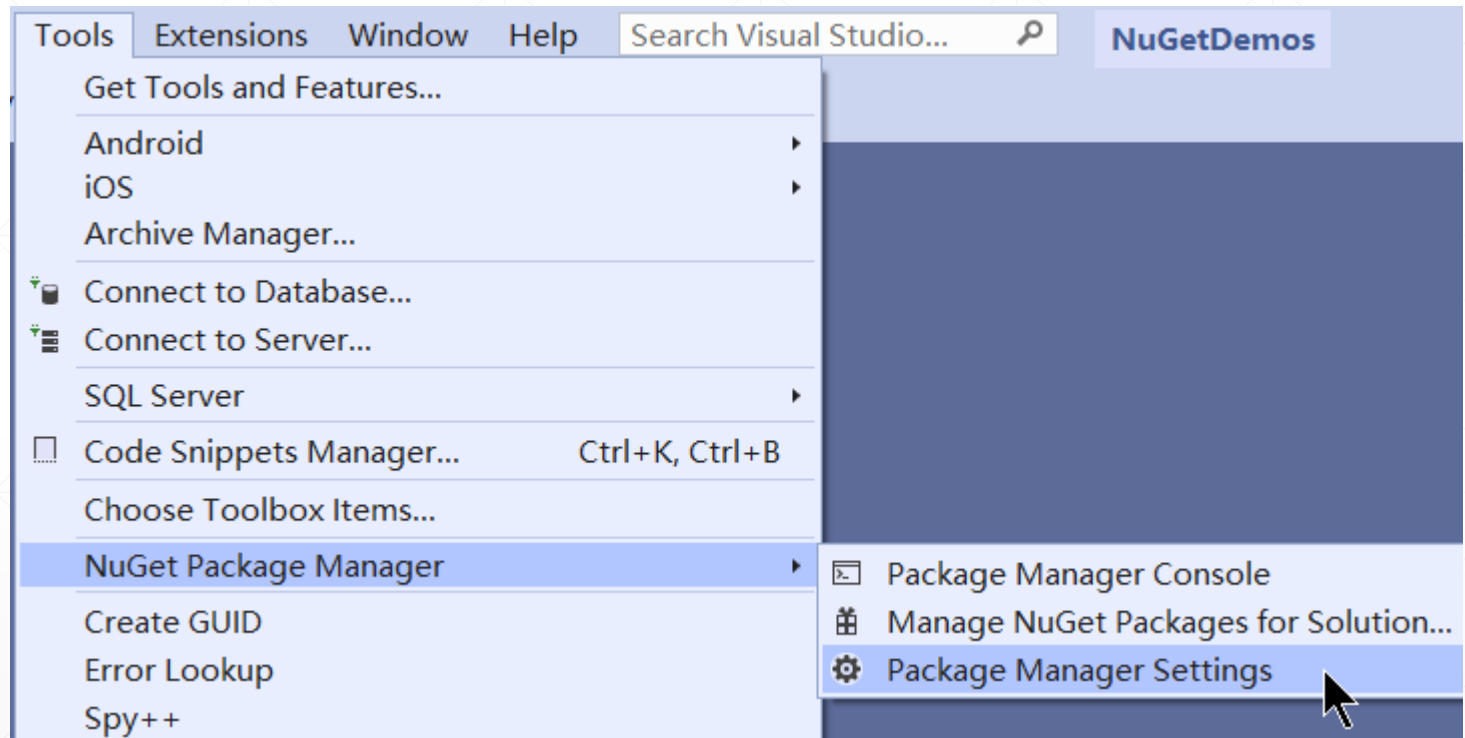 Tools Extensions Window Help Search Visual Studio... NuGetDemos
Get Tools and Features...
Android
iOS
Archive Manager...
Connect to Database...
Connect to Server...
SQL Server
Code Snippets Manager... Ctrl+K, Ctrl+B
Choose Toolbox Items...
NuGet Package Manager
Package Manager Console
Manage NuGet Packages for Solution...
Package Manager Settings
Create GUID
Error Lookup
Spy++